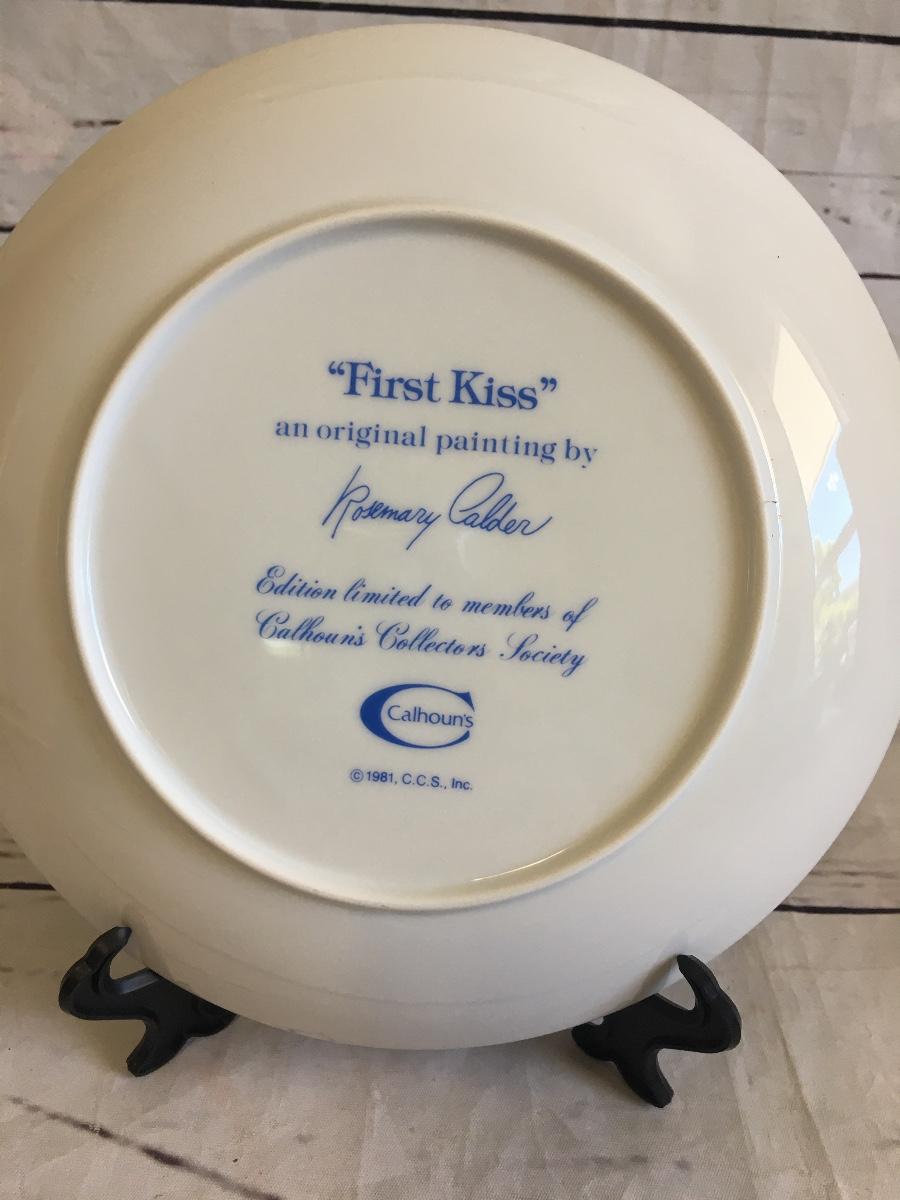 “First Kiss”
an original painting by
Rosemary Calder
Edition limited to members of
Calhoun's Collectors Society
Calhoun's
© 1981, C.C.S., Inc.